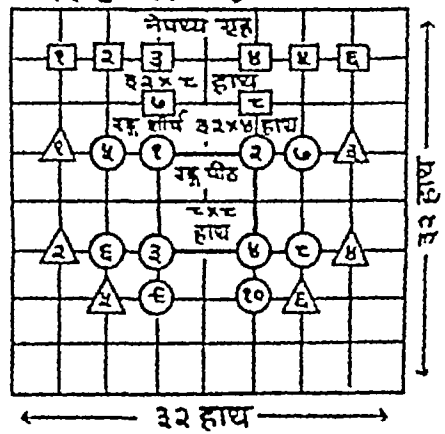 नेपथ्य गृह
१ २ ३ ४ ५ ६
३२×८ हाथ
७ ८
रङ्ग शीर्ष ३२×४ हाथ
१ ५ १ २ ७ ३
रङ्ग पीठ
८×८
हाथ
२ ६ ३ ४ ८ ४
५ ९ १० ६
३२ हाथ
३२ हाथ